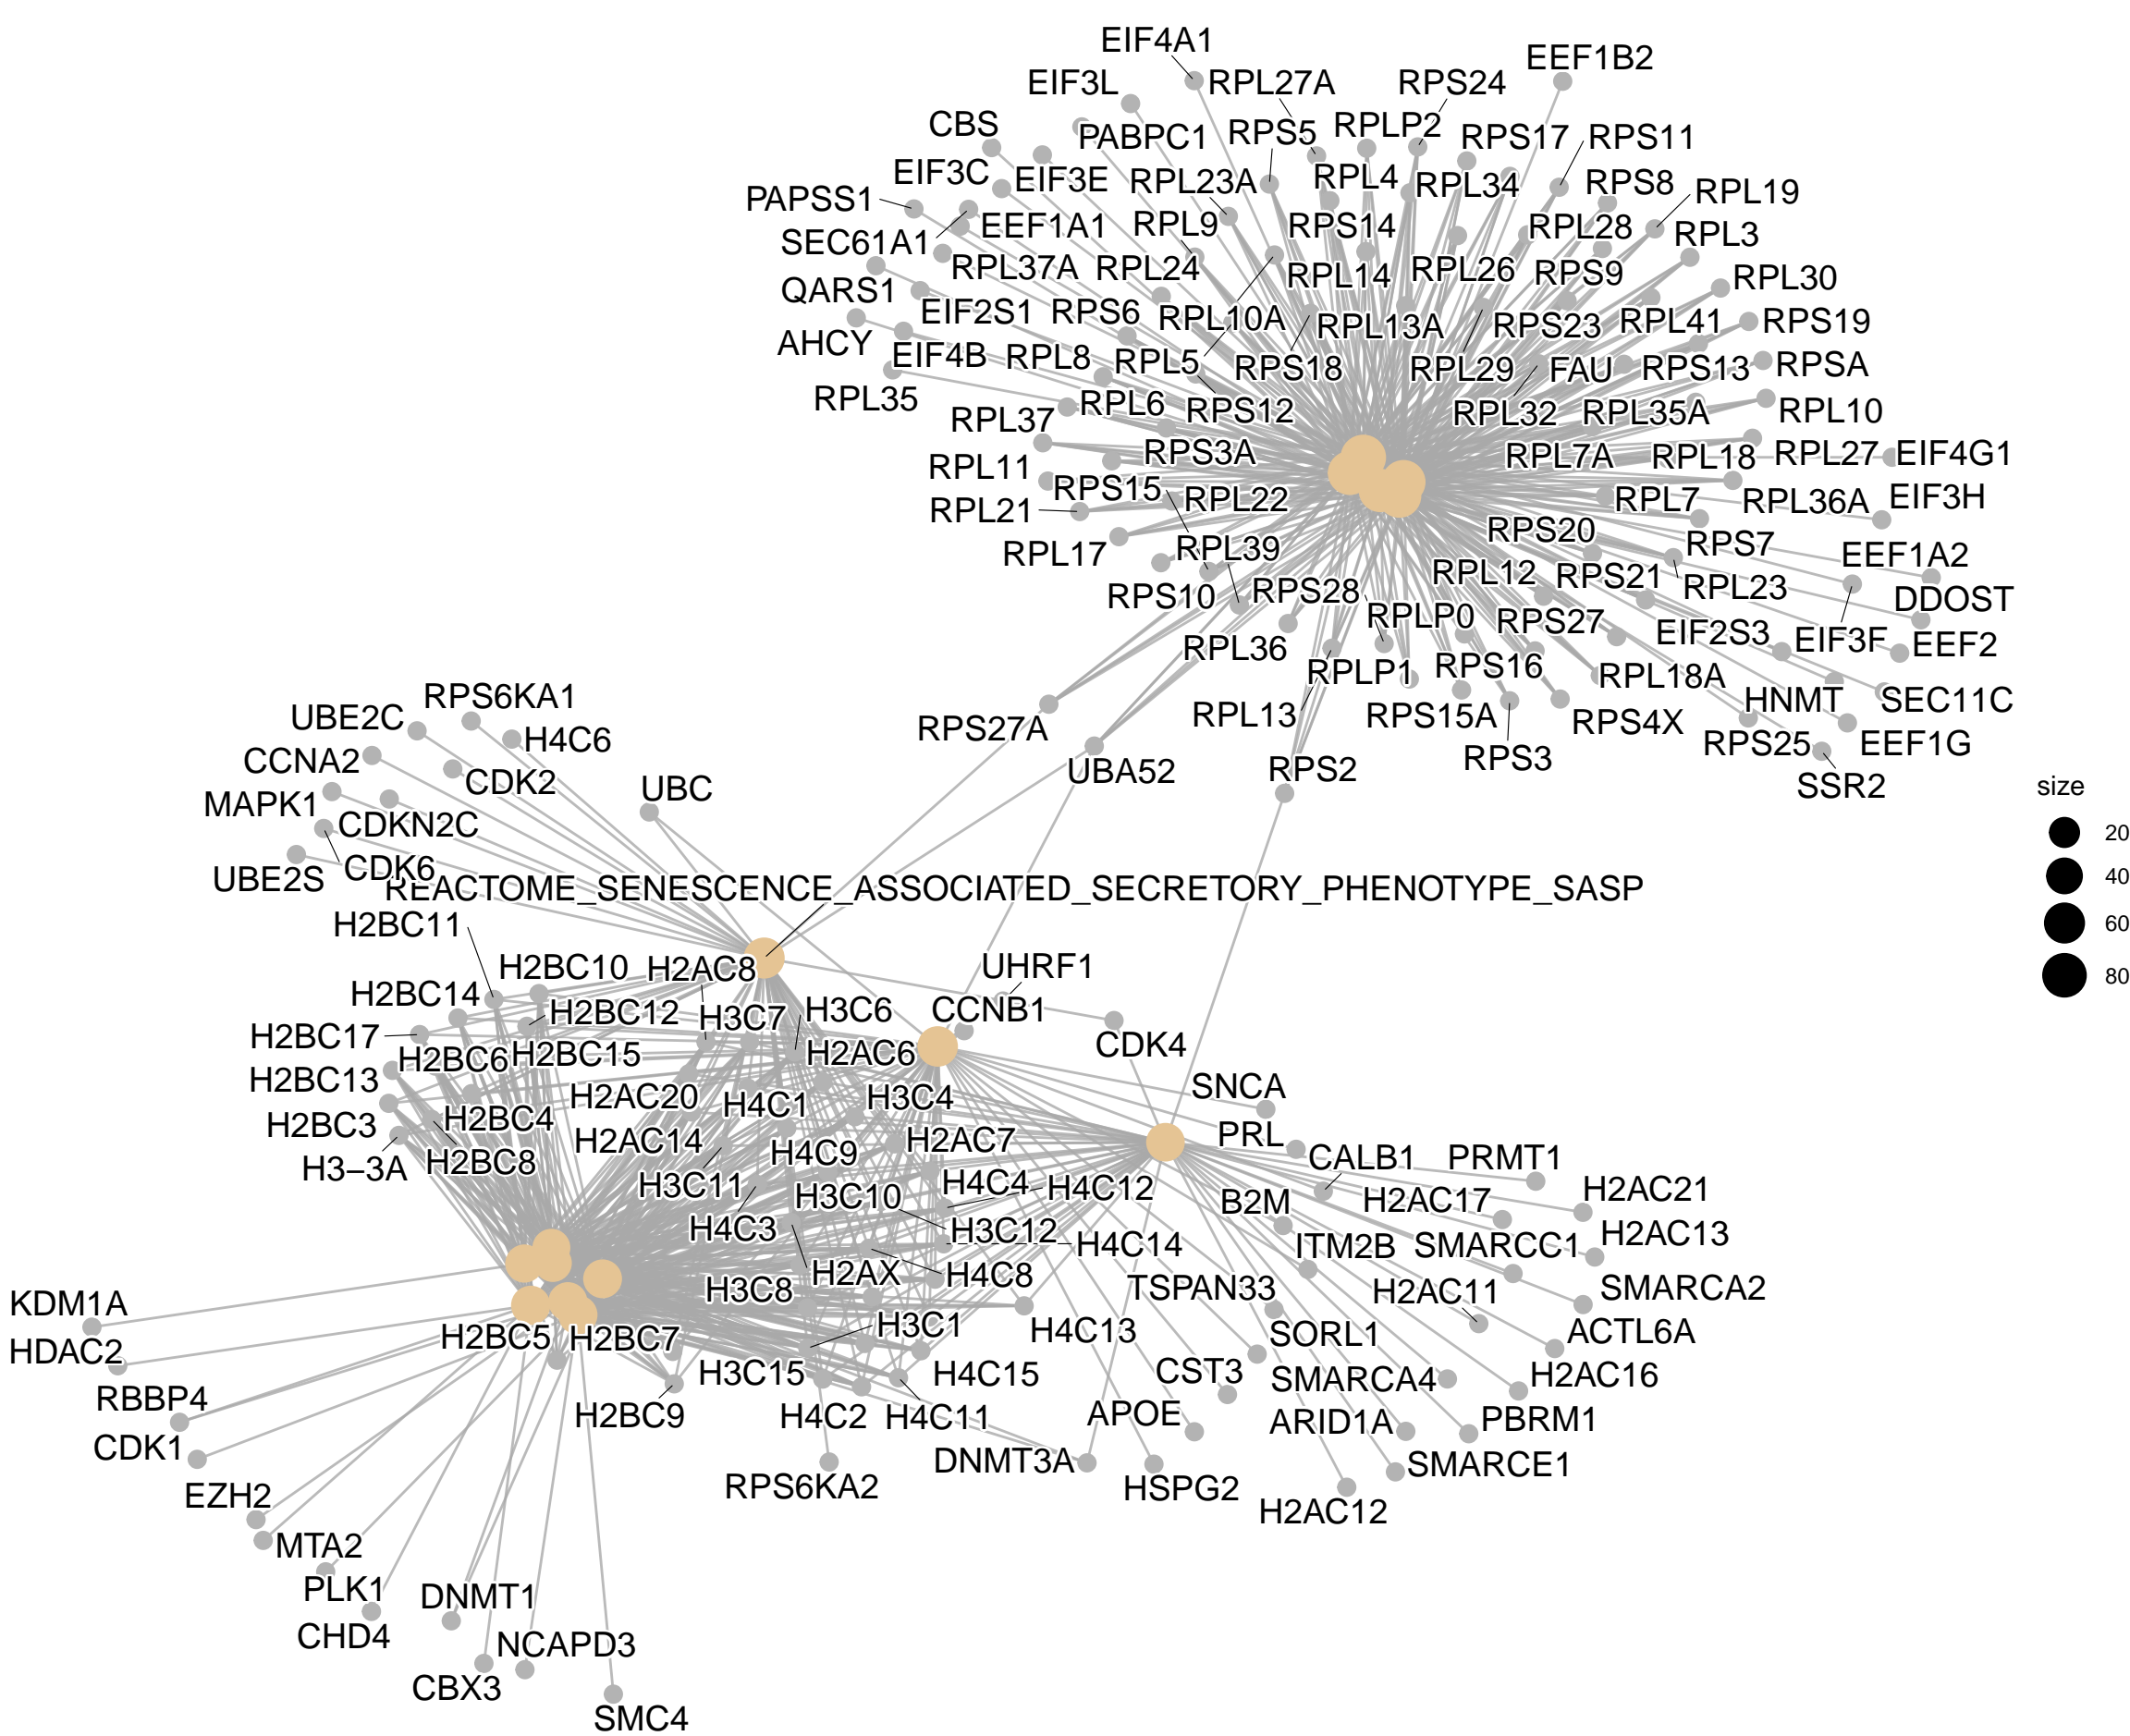 EIF4A1
EEF1B2
EIF3L
RPL27A
RPS24
CBS
PABPC1
RPS5
RPLP2
RPS17
RPS11
EIF3C
EIF3E
RPL23A
RPL4
RPL34
RPS8
RPL19
PAPSS1
SEC61A1
EEF1A1
RPL9
RPS14
RPL28
RPL3
RPL37A
RPL24
RPL14
RPL26
RPS9
RPL30
QARS1
EIF2S1
RPS6
RPL10A
RPL13A
RPS23
RPL41
RPS19
AHCY
EIF4B
RPL8
RPL5
RPS18
RPL29
FAU
RPS13
RPSA
RPL35
RPL37
RPL6
RPS12
RPL32
RPL35A
RPL10
RPL11
RPS3A
RPL7A
RPL18
RPL27
EIF4G1
RPL21
RPS15
RPL22
RPL7
RPL36A
EIF3H
RPL17
RPL39
RPS20
RPS7
EEF1A2
RPS10
RPS28
RPL12
RPS21
RPL23
DDOST
RPL36
RPLP0
RPS27
EIF2S3
EIF3F
EEF2
RPLP1
RPS16
RPL18A
HNMT
SEC11C
RPS27A
RPL13
RPS15A
RPS4X
RPS25
EEF1G
UBA52
RPS2
RPS3
SSR2
RPS6KA1
UBE2C
H4C6
CCNA2
CDK2
UBC
MAPK1
CDKN2C
UBE2S
CDK6
REACTOME_SENESCENCE_ASSOCIATED_SECRETORY_PHENOTYPE_SASP
size
20
40
60
80
H2BC11
H2BC10
H2AC8
UHRF1
H2BC14
H2BC12
H3C7
H3C6
CCNB1
H2BC17
H2BC6
H2BC15
H2AC6
CDK4
H2BC13
H2AC20
H4C1
H3C4
SNCA
H2BC3
H2BC4
H2AC14
H4C9
H2AC7
PRL
H3−3A
H2BC8
H3C11
H3C10
H4C4
H4C12
CALB1
PRMT1
B2M
H2AC17
H2AC21
H4C3
H3C12
H4C14
ITM2B
SMARCC1
H2AC13
H3C8
H2AX
H4C8
TSPAN33
H2AC11
SMARCA2
KDM1A
H2BC5
H2BC7
H3C1
H4C13
SORL1
ACTL6A
HDAC2
H3C15
H4C15
CST3
SMARCA4
H2AC16
RBBP4
H2BC9
H4C2
H4C11
APOE
ARID1A
PBRM1
CDK1
RPS6KA2
DNMT3A
HSPG2
SMARCE1
EZH2
H2AC12
MTA2
PLK1
DNMT1
CHD4
NCAPD3
CBX3
SMC4